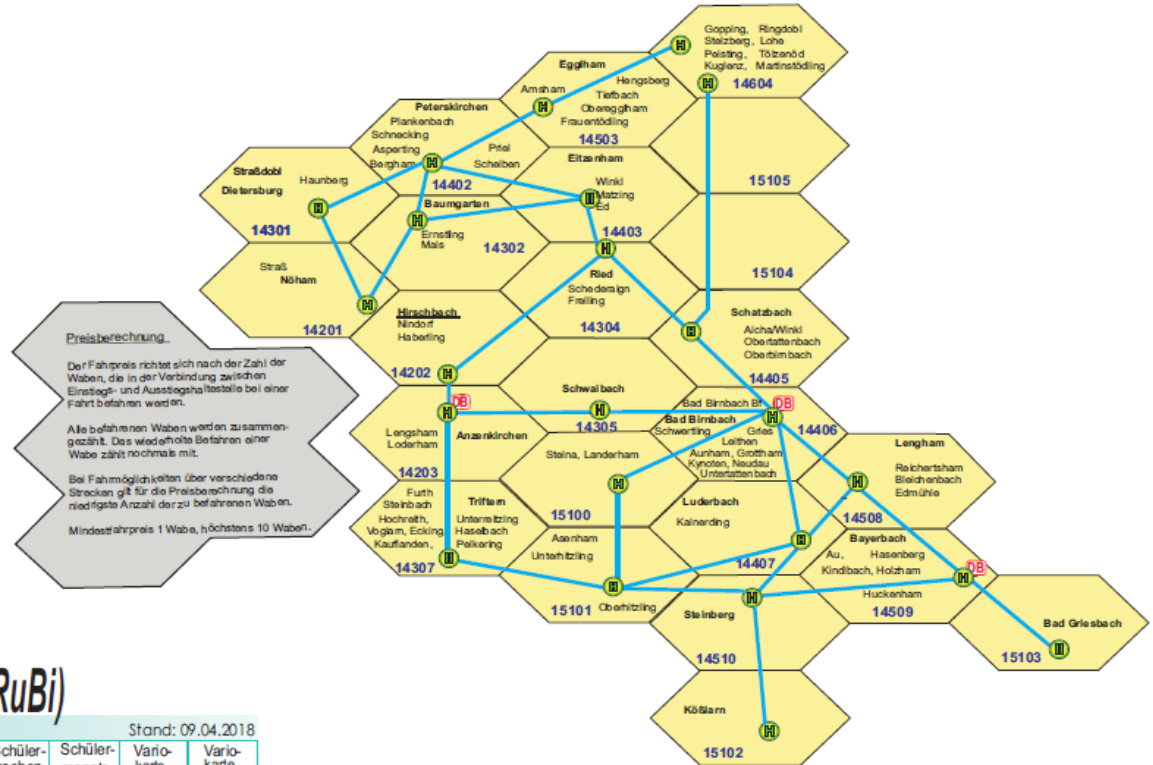 Gopping, Ringdobl
Stelzberg, Lohe
Peisting, Tölzenöd
Kuglenz, Martinstödling
14604
Egglham
Hengsberg
Amsham
Tiefbach
Obereggiham
Frauentödling
14503
Peterskirchen
Plankenbach
Schnecking
Asperting
Bergham
Priel
Scheiben
14402
Eitzenham
Winkl
Matzing
Ed
14403
15105
Straßdobl
Dietersburg
Haunberg
14301
Baumgarten
Ernstling
Mais
14302
15104
Straß
Nöham
14201
Ried
Schederaign
Freiling
14304
Hirschbach
Nindorf
Haberling
14202
Schatzbach
Aicha/Winkl
Obertattenbach
Oberbirnbach
14405
Preisberechnung
Der Fahrpreis richtet sich nach der Zahl der
Waben, die in der Verbindung zwischen
Einstiegs- und Ausstiegshaltestelle bei einer
Fahrt befahren werden.
Alle befahrenen Waben werden zusammen-
gezählt. Das wiederholte Befahren einer
Wabe zählt nochmals mit.
Bei Fahrmöglichkeiten über verschiedene
Strecken gilt für die Preisberechnung die
niedrigste Anzahl der zu befahrenen Waben.
Mindestfahrpreis 1 Wabe, höchstens 10 Waben.
Schwaibach
14305
DB
Lengsham
Loderham
Anzenkirchen
14203
DB
Bad Birnbach Bf
Bad Birnbach
14406
Schwertling
Gries
Leithen
Aunham, Grottham
Kynoten, Neudau
Untertattenbach
Steina, Landerham
15100
Lengham
Reichertsham
Bleichenbach
Edmühle
14508
Furth
Steinbach
Hochreith,
Voglarn, Ecking
Kauflanden,
Triftern
Unterreitzing
Haselbach
Peikering
14307
Luderbach
Kainerding
14407
Asenham
Unterhitzling
Oberhitzling
15101
Bayerbach
Au, Hasenberg
Kindlbach, Holzham
Huckenham
14509
DB
Steinberg
14510
Bad Griesbach
15103
Kößlarn
15102
RuBi)
Stand: 09.04.2018
Schüler-
Schüler-
Vario-
karte
Vario-
karte